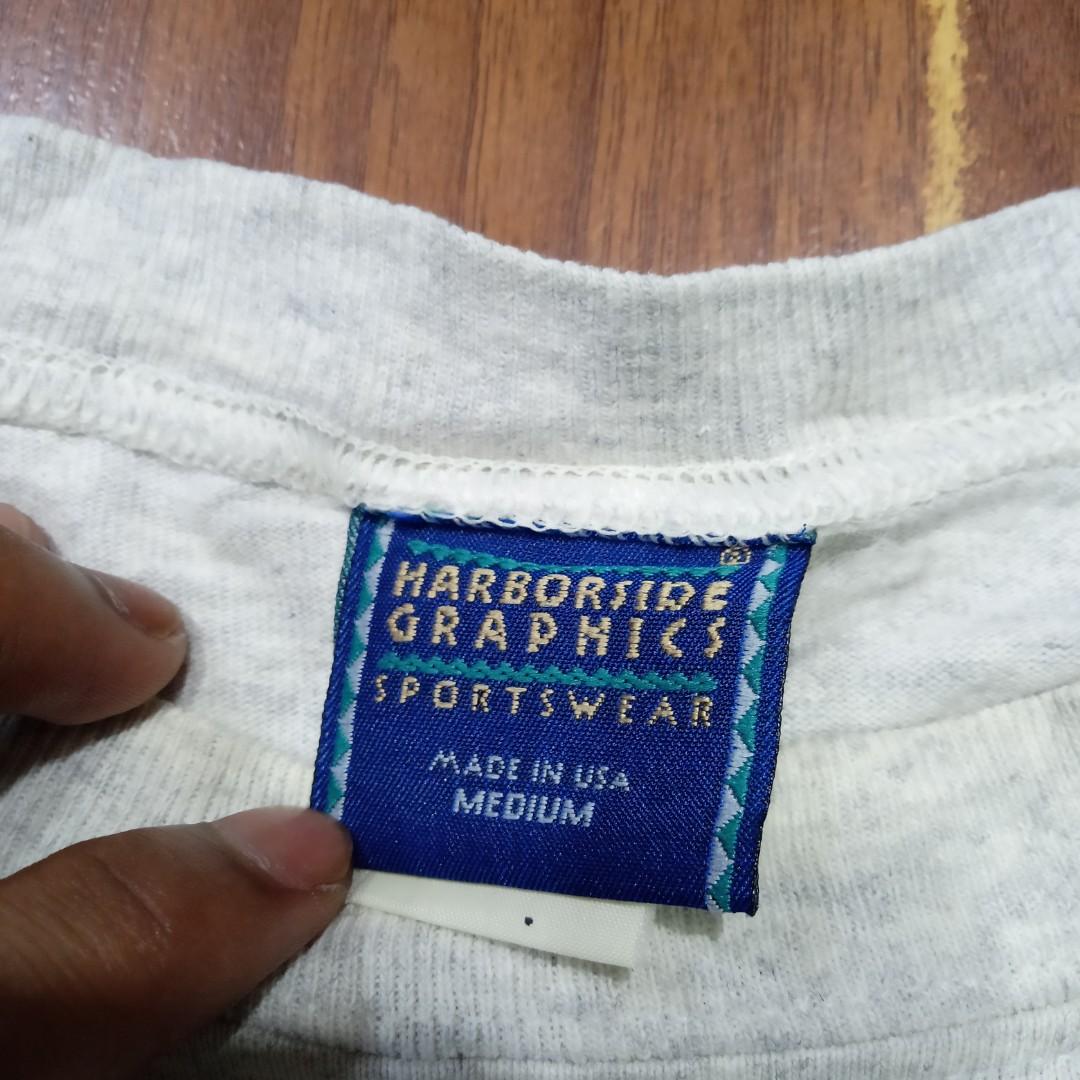 ®
HARBORSIDE
GRAPHICS
SPORTSWEAR
MADE IN USA
MEDIUM